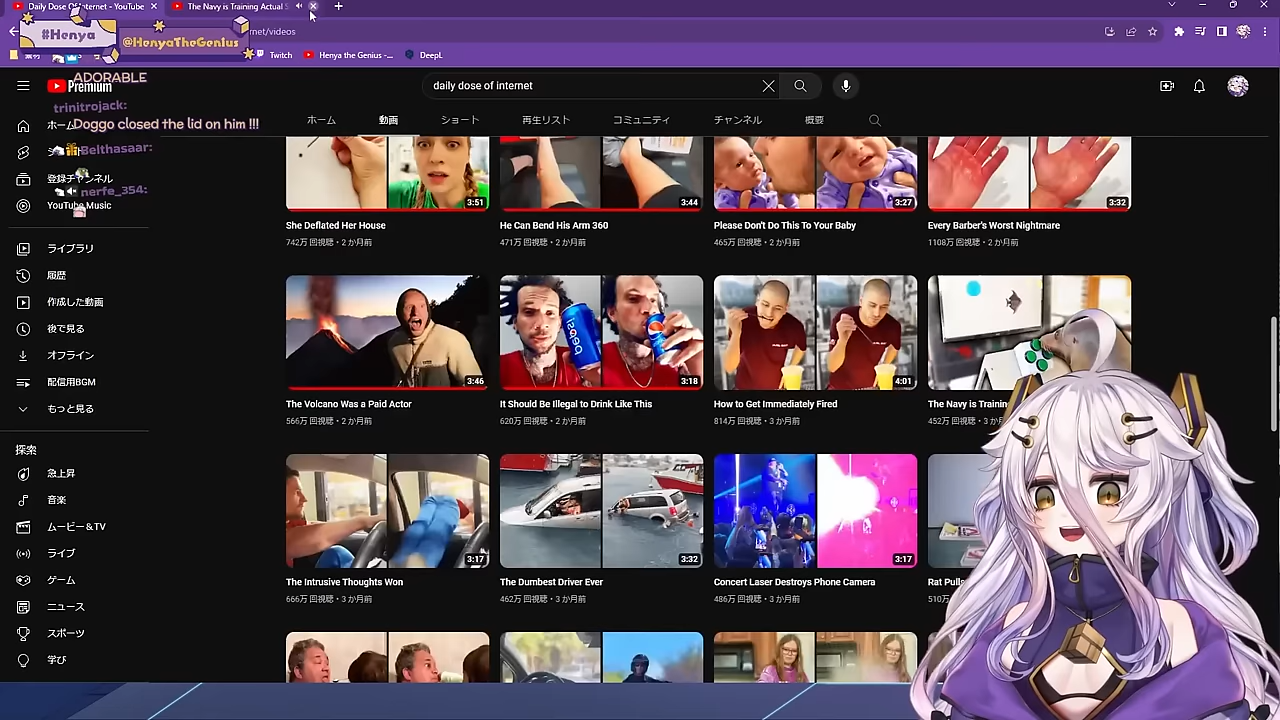 Daily Dose Of Internet - YouTube
The Navy is Training Actual S
#Henya
@HenyaTheGenius
rnet/videos
Twitch
Henya the Genius -...
DeepL
ADORABLE
Premium
daily dose of internet
trinitrojack:
Doggo closed the lid on him !!!
Belthasaar:
nerfe_354:
ホーム
登録チャンネル
YouTube Music
ライブラリ
履歴
作成した動画
後で見る
オフライン
配信用BGM
もっと見る
探索
急上昇
音楽
ムービー&TV
ライブ
ゲーム
ニュース
スポーツ
学び
ホーム
動画
ショート
再生リスト
コミュニティ
チャンネル
概要
3:51
3:44
3:27
3:32
She Deflated Her House
He Can Bend His Arm 360
Please Don't Do This To Your Baby
Every Barber's Worst Nightmare
742万 回視聴・2 か月前
471万 回視聴・2 か月前
465万 回視聴・2 か月前
1108万 回視聴・2 か月前
pepsi
3:46
3:18
4:01
The Volcano Was a Paid Actor
It Should Be Illegal to Drink Like This
How to Get Immediately Fired
The Navy is Trainin
566万 回視聴・2 か月前
620万 回視聴・2 か月前
814万 回視聴・3 か月前
452万 回視聴・3 か
3:17
3:32
3:17
The Intrusive Thoughts Won
The Dumbest Driver Ever
Concert Laser Destroys Phone Camera
Rat Pulls
666万 回視聴・3 か月前
462万 回視聴・3 か月前
486万 回視聴・3 か月前
510万